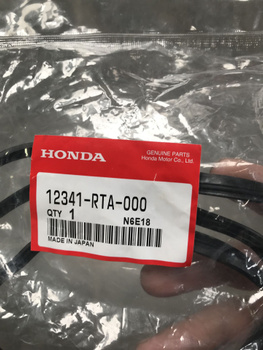 HONDA
GENUINE PARTS
Honda Motor Co., Ltd.
12341-RTA-000
QTY 1 N6E18
MADE IN JAPAN